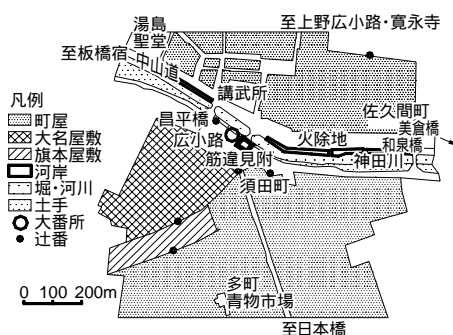 湯島
聖堂
至上野広小路・寛永寺
至板橋宿
中山道
講武所
凡例
町屋
大名屋敷
旗本屋敷
河岸
堀・河川
土手
大番所
辻番
昌平橋
広小路
筋違見附
須田町
佐久間町
美倉橋
火除地
和泉橋
神田川
0 100 200m
多町
青物市場
至日本橋